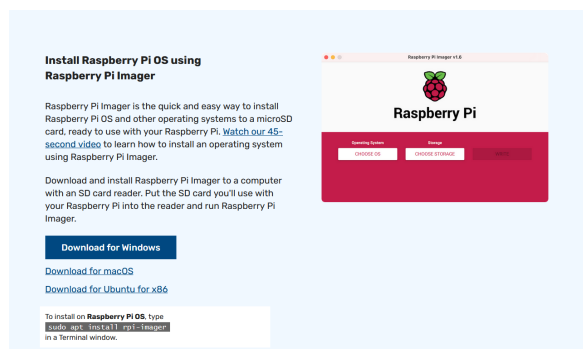 Install Raspberry Pi OS using
Raspberry Pi Imager
Raspberry Pi Imager is the quick and easy way to install
Raspberry Pi OS and other operating systems to a microSD
card, ready to use with your Raspberry Pi. Watch our 45-
second video to learn how to install an operating system
using Raspberry Pi Imager.
Download and install Raspberry Pi Imager to a computer
with an SD card reader. Put the SD card you'll use with
your Raspberry Pi into the reader and run Raspberry Pi
Imager.
Download for Windows
Download for macOS
Download for Ubuntu for x86
To install on Raspberry Pi OS, type
sudo apt install rpi-imager
in a Terminal window.
Raspberry Pi Imager v1.6
Raspberry Pi
Operating System Storage
CHOOSE OS CHOOSE STORAGE WRITE